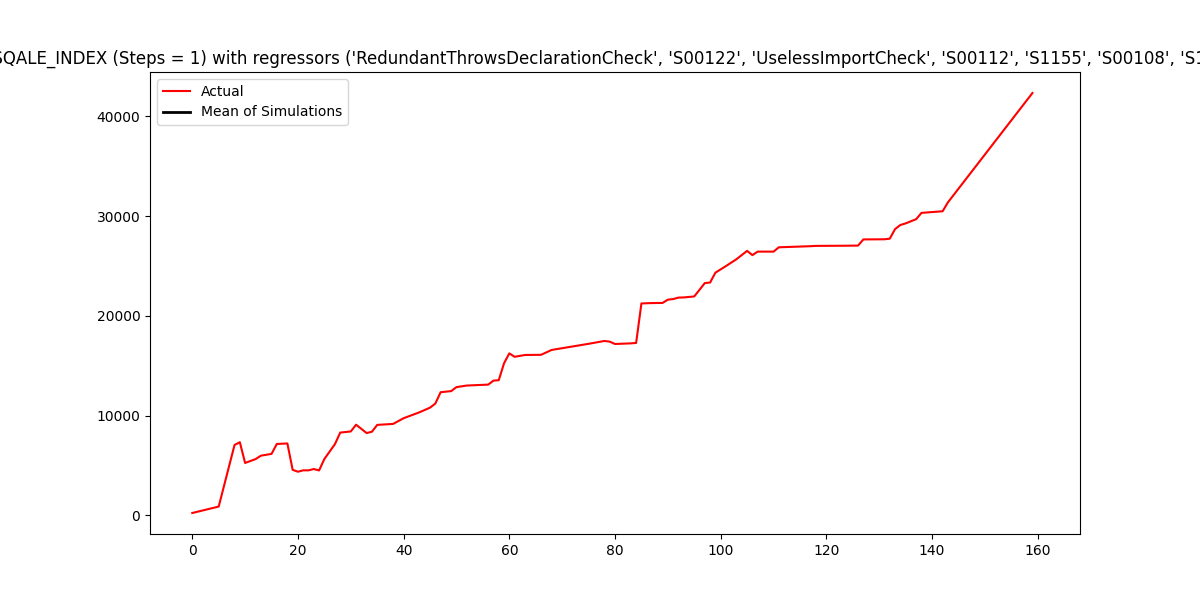 SQALE_INDEX (Steps = 1) with regressors ('RedundantThrowsDeclarationCheck', 'S00122', 'UselessImportCheck', 'S00112', 'S1155', 'S00108', 'S1
Actual
Mean of Simulations
40000
30000
20000
10000
0
0 20 40 60 80 100 120 140 160